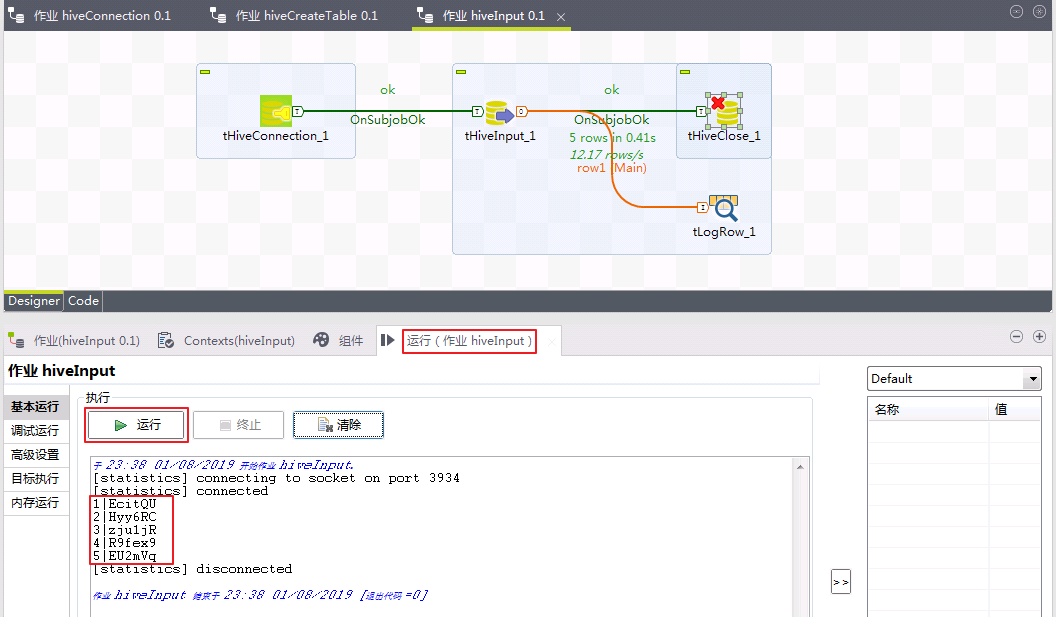 作业 hiveConnection 0.1
作业 hiveCreateTable 0.1
作业 hiveInput 0.1
ok
ok
OnSubjobOk
OnSubjobOk
tHiveConnection_1
tHiveInput_1
5 rows in 0.41s
tHiveClose_1
12.17 rows/s
row1 (Main)
tLogRow_1
Designer
Code
作业(hiveInput 0.1)
Contexts(hiveInput)
组件
运行 ( 作业 hiveInput )
作业 hiveInput
Default
执行
基本运行
运行
终止
清除
名称
值
调试运行
高级设置
目标执行
内存运行
于 23:38 01/08/2019 开始作业 hiveInput.
[statistics] connecting to socket on port 3934
[statistics] connected
1|EcitQU
2|Hyy6RC
3|zju1jR
4|R9fex9
5|EU2mVq
[statistics] disconnected
作业 hiveInput 结束于 23:38 01/08/2019 [退出代码 =0]
>>